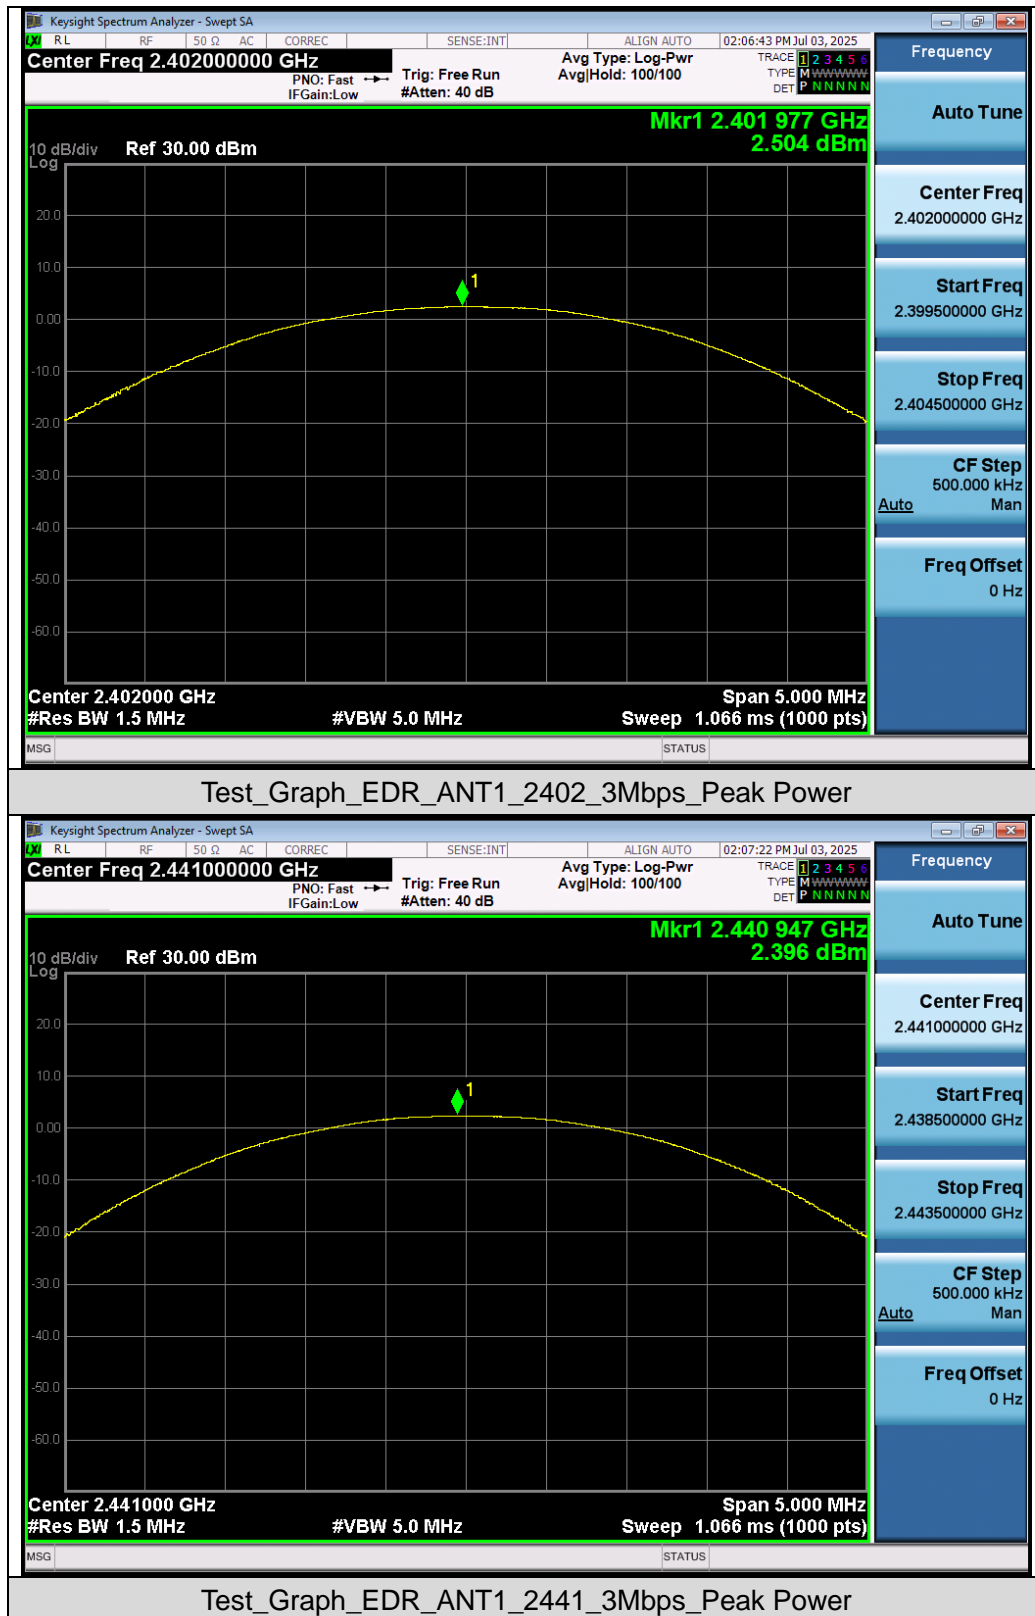 Keysight Spectrum Analyzer - Swept SA
LXI RL RF 50 Ω AC CORREC SENSE:INT ALIGN AUTO 02:06:43 PM Jul 03, 2025
Center Freq 2.402000000 GHz
PNO: Fast
IFGain:Low
Trig: Free Run
#Atten: 40 dB
Avg Type: Log-Pwr
Avg|Hold: 100/100
TRACE 1 2 3 4 5 6
TYPE M WWWWW
DET P N N N N N
Mkr1 2.401 977 GHz
2.504 dBm
10 dB/div Ref 30.00 dBm
Log
20.0
10.0
1
0.00
-10.0
-20.0
-30.0
-40.0
-50.0
-60.0
Center 2.402000 GHz Span 5.000 MHz
#Res BW 1.5 MHz #VBW 5.0 MHz Sweep 1.066 ms (1000 pts)
MSG STATUS
Frequency
Auto Tune
Center Freq
2.402000000 GHz
Start Freq
2.399500000 GHz
Stop Freq
2.404500000 GHz
CF Step
500.000 kHz
Auto Man
Freq Offset
0 Hz
Test_Graph_EDR_ANT1_2402_3Mbps_Peak Power
Keysight Spectrum Analyzer - Swept SA
LXI RL RF 50 Ω AC CORREC SENSE:INT ALIGN AUTO 02:07:22 PM Jul 03, 2025
Center Freq 2.441000000 GHz
PNO: Fast
IFGain:Low
Trig: Free Run
#Atten: 40 dB
Avg Type: Log-Pwr
Avg|Hold: 100/100
TRACE 1 2 3 4 5 6
TYPE M WWWWW
DET P N N N N N
Mkr1 2.440 947 GHz
2.396 dBm
10 dB/div Ref 30.00 dBm
Log
20.0
10.0
1
0.00
-10.0
-20.0
-30.0
-40.0
-50.0
-60.0
Center 2.441000 GHz Span 5.000 MHz
#Res BW 1.5 MHz #VBW 5.0 MHz Sweep 1.066 ms (1000 pts)
MSG STATUS
Frequency
Auto Tune
Center Freq
2.441000000 GHz
Start Freq
2.438500000 GHz
Stop Freq
2.443500000 GHz
CF Step
500.000 kHz
Auto Man
Freq Offset
0 Hz
Test_Graph_EDR_ANT1_2441_3Mbps_Peak Power